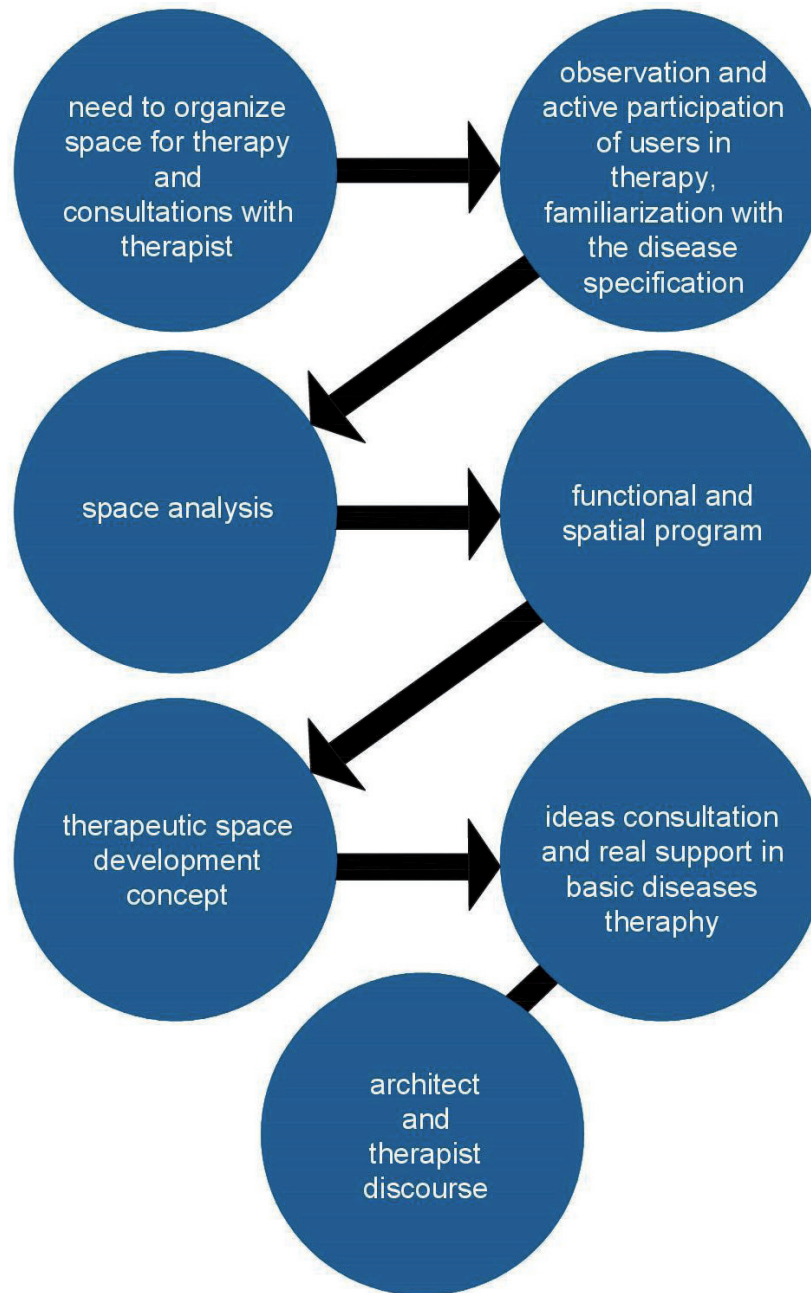 need to organize
space for therapy
and
consultations with
therapist
observation and
active participation
of users in
therapy,
familiarization with
the disease
specification
space analysis
functional and
spatial program
therapeutic space
development
concept
ideas consultation
and real support in
basic diseases
theraphy
architect
and
therapist
discourse